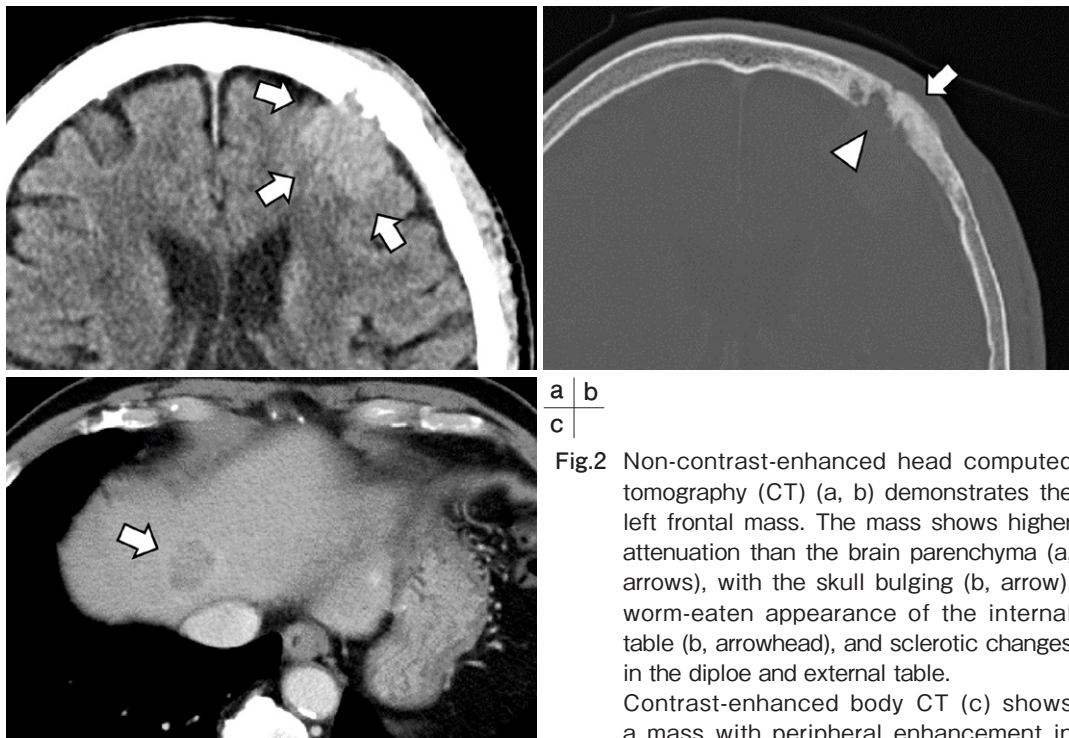 a b
c
Fig.2 Non-contrast-enhanced head computed
tomography (CT) (a, b) demonstrates the
left frontal mass. The mass shows higher
attenuation than the brain parenchyma (a,
arrows), with the skull bulging (b, arrow),
worm-eaten appearance of the internal
table (b, arrowhead), and sclerotic changes
in the diploe and external table.
Contrast-enhanced body CT (c) shows
a mass with peripheral enhancement in